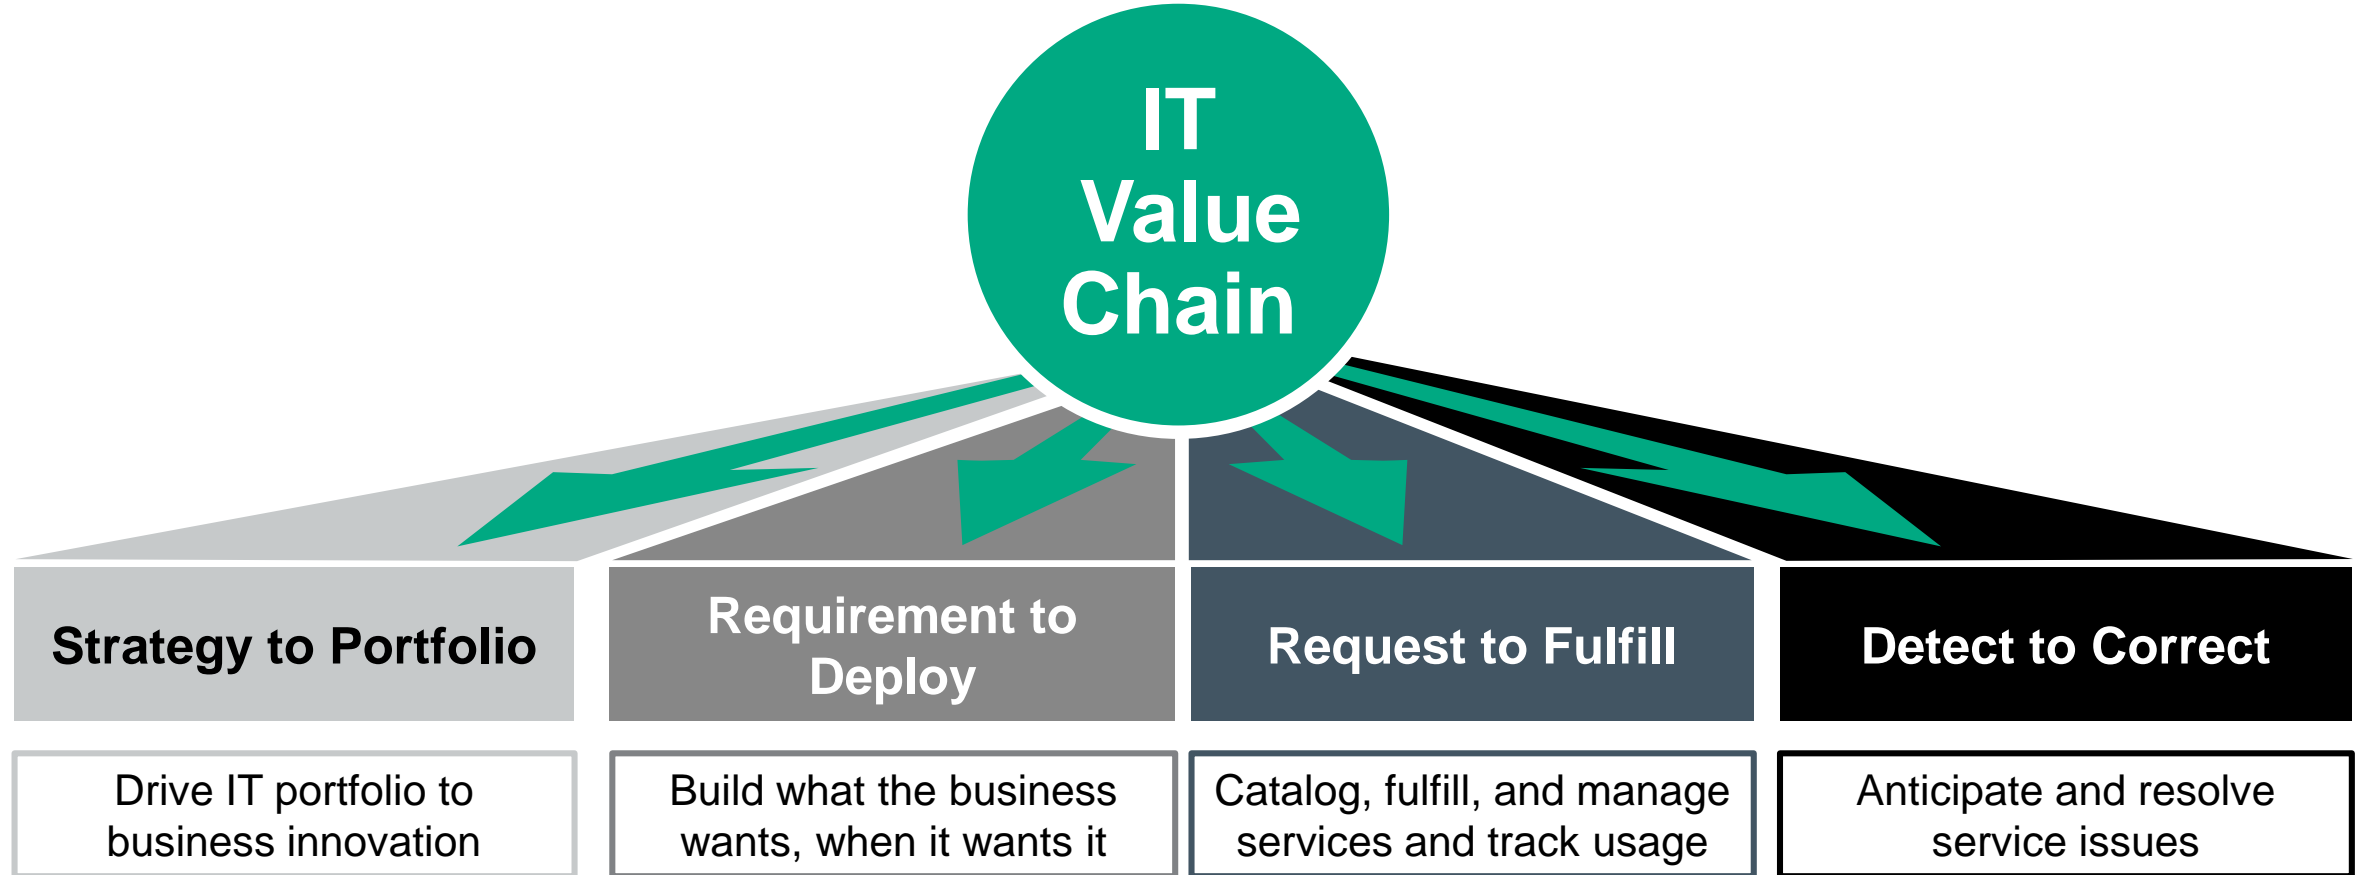 IT
Value
Chain
Strategy to Portfolio
Requirement to
Deploy
Request to Fulfill
Detect to Correct
Drive IT portfolio to
business innovation
Build what the business
wants, when it wants it
Catalog, fulfill, and manage
services and track usage
Anticipate and resolve
service issues